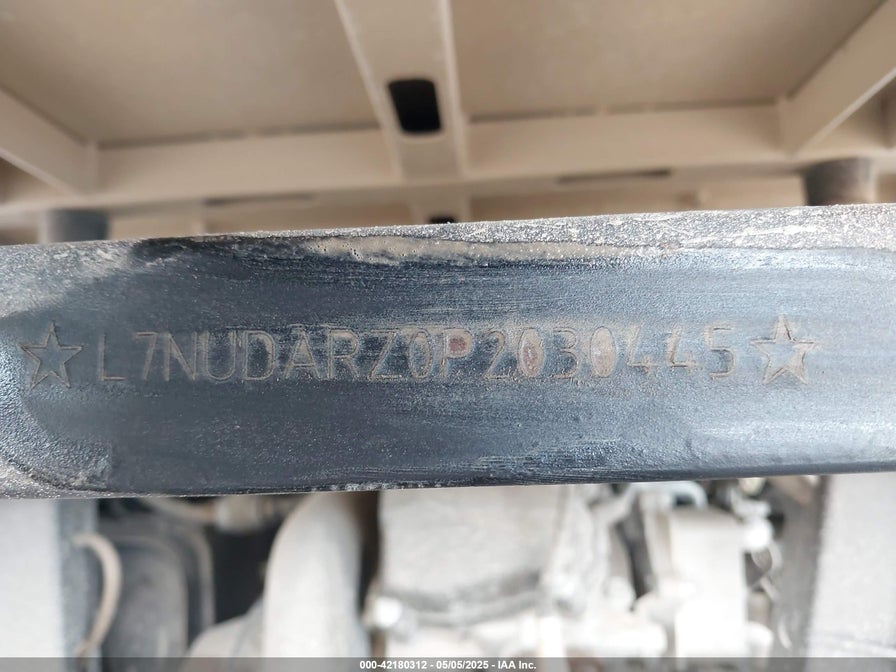 ☆L7NUDARZ0P2030445☆
000-42180312 - 05/05/2025 - IAA Inc.